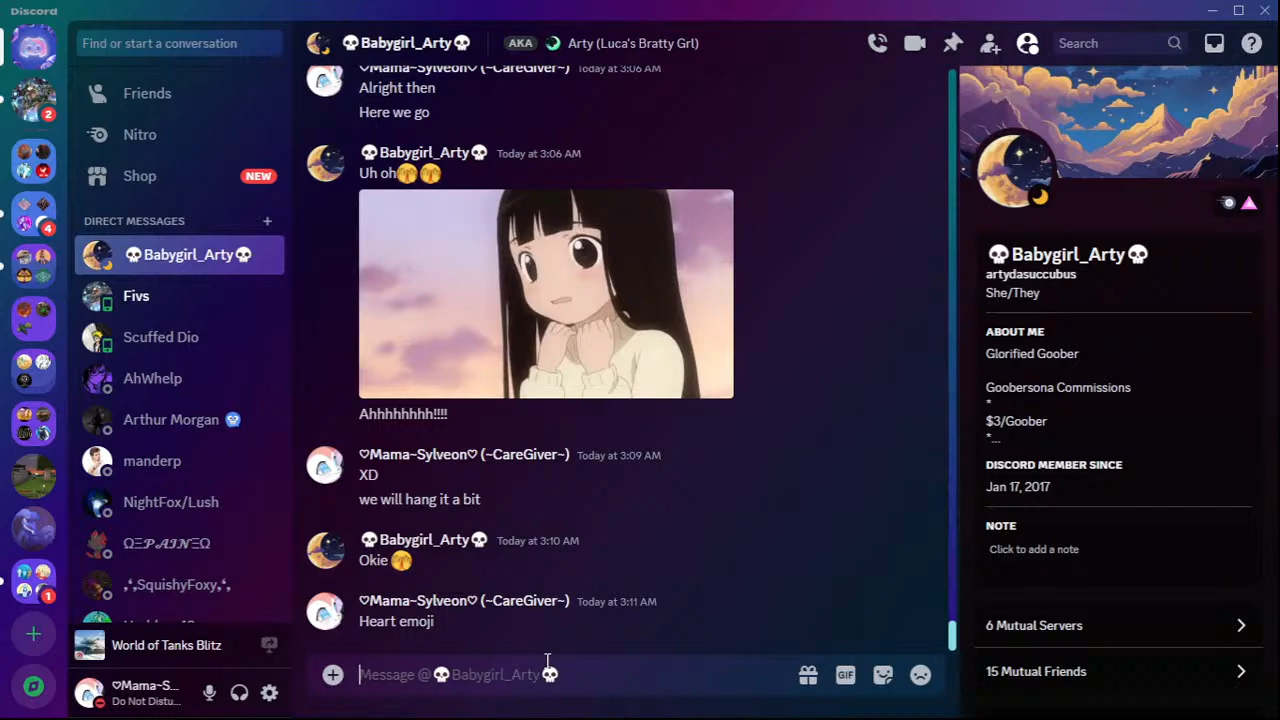 Discord
Find or start a conversation
Friends
Nitro
Shop
NEW
DIRECT MESSAGES
Babygirl_Arty
Fivs
Scuffed Dio
AhWhelp
Arthur Morgan
manderp
NightFox/Lush
ΩΞ𝓟𝓐𝓘𝓝ΞΩ
SquishyFoxy
World of Tanks Blitz
♡Mama~S...
Do Not Distu...
2
4
1
Babygirl_Arty
AKA
Arty (Luca's Bratty Grl)
Search
♡Mama~Sylveon♡ (~CareGiver~) Today at 3:06 AM
Alright then
Here we go
Babygirl_Arty Today at 3:06 AM
Uh oh
Ahhhhhhhh!!!!
♡Mama~Sylveon♡ (~CareGiver~) Today at 3:09 AM
XD
we will hang it a bit
Babygirl_Arty Today at 3:10 AM
Okie
♡Mama~Sylveon♡ (~CareGiver~) Today at 3:11 AM
Heart emoji
Message @💀Babygirl_Arty💀
GIF
Babygirl_Arty
artydasuccubus
She/They
ABOUT ME
Glorified Goober
Goobersona Commissions
*
$3/Goober
*...
DISCORD MEMBER SINCE
Jan 17, 2017
NOTE
Click to add a note
6 Mutual Servers
15 Mutual Friends